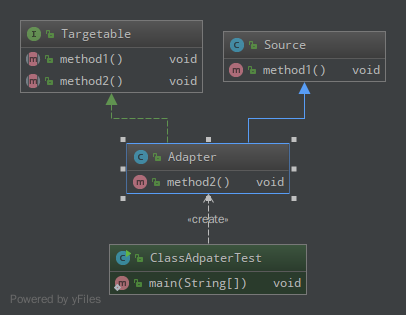 I Targetable
m method1() void
m method2() void
C Source
m method1() void
C Adapter
m method2() void
«create»
C ClassAdpaterTest
m main(String[]) void
Powered by yFiles